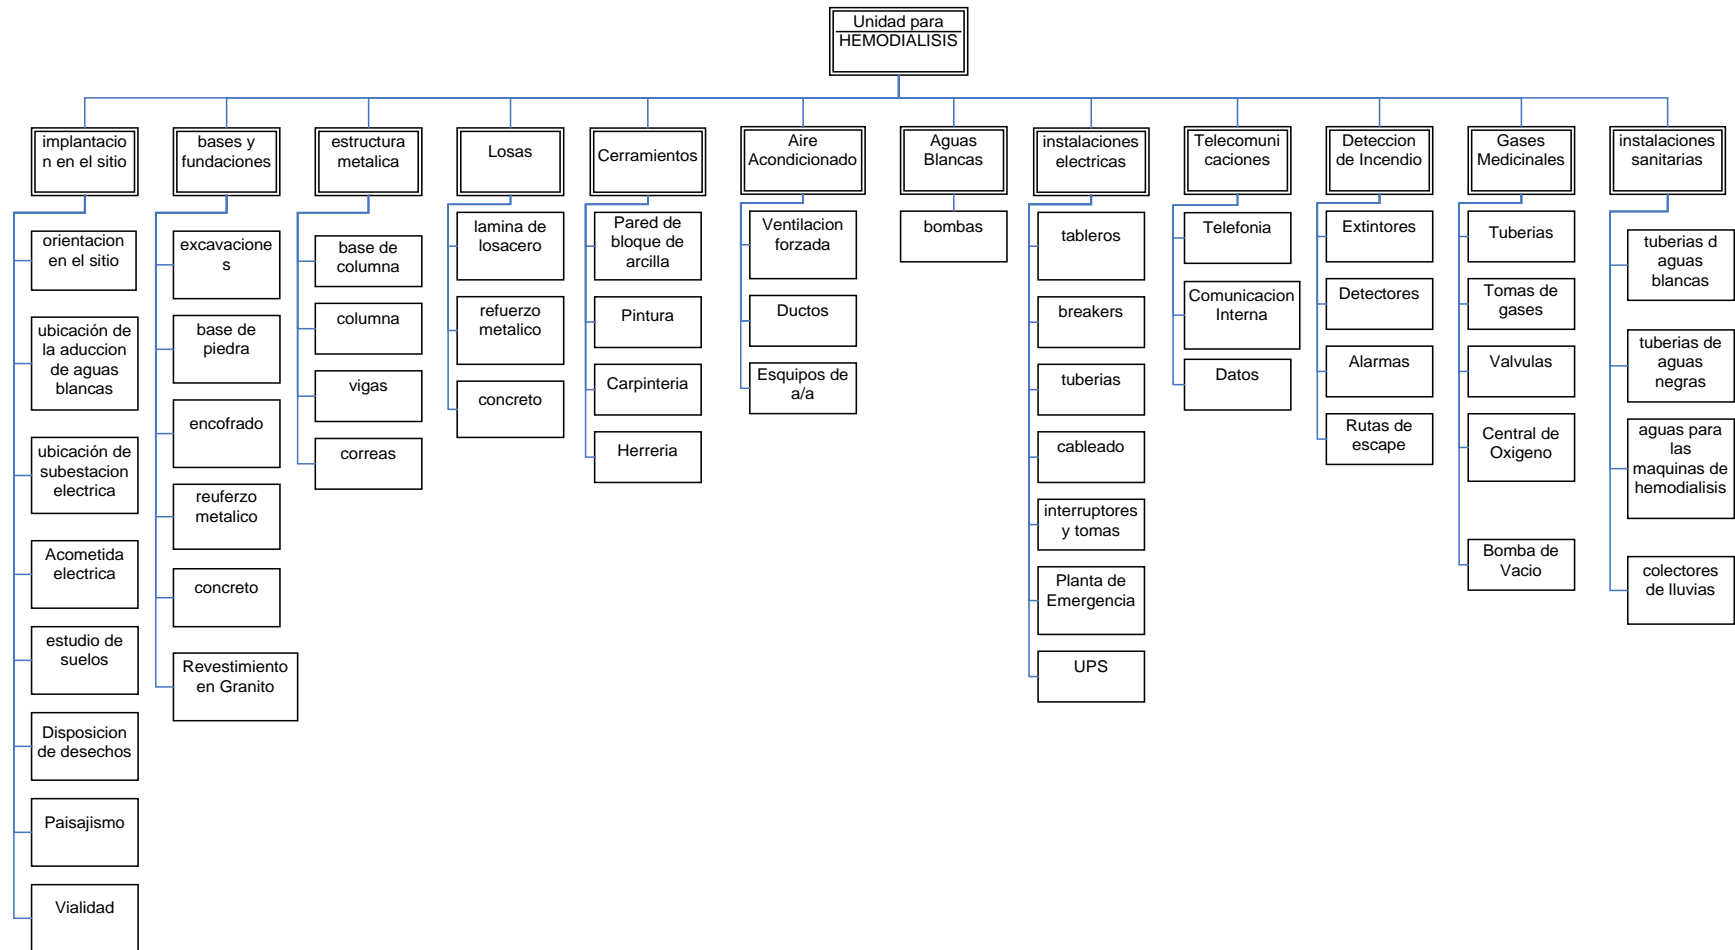 Unidad para
HEMODIALISIS
implantacio
n en el sitio
orientacion
en el sitio
ubicación de
la aduccion
de aguas
blancas
ubicación de
subestacion
electrica
Acometida
electrica
estudio de
suelos
Disposicion
de desechos
Paisajismo
Vialidad
bases y
fundaciones
excavacione
s
base de
piedra
encofrado
reuferzo
metalico
concreto
Revestimiento
en Granito
estructura
metalica
base de
columna
columna
vigas
correas
Losas
lamina de
losacero
refuerzo
metalico
concreto
Cerramientos
Pared de
bloque de
arcilla
Pintura
Carpinteria
Herreria
Aire
Acondicionado
Ventilacion
forzada
Ductos
Esquipos de
a/a
Aguas
Blancas
bombas
instalaciones
electricas
tableros
breakers
tuberias
cableado
interruptores
y tomas
Planta de
Emergencia
UPS
Telecomuni
caciones
Telefonia
Comunicacion
Interna
Datos
Deteccion
de Incendio
Extintores
Detectores
Alarmas
Rutas de
escape
Gases
Medicinales
Tuberias
Tomas de
gases
Valvulas
Central de
Oxigeno
Bomba de
Vacio
instalaciones
sanitarias
tuberias d
aguas
blancas
tuberias de
aguas
negras
aguas para
las
maquinas de
hemodialisis
colectores
de lluvias